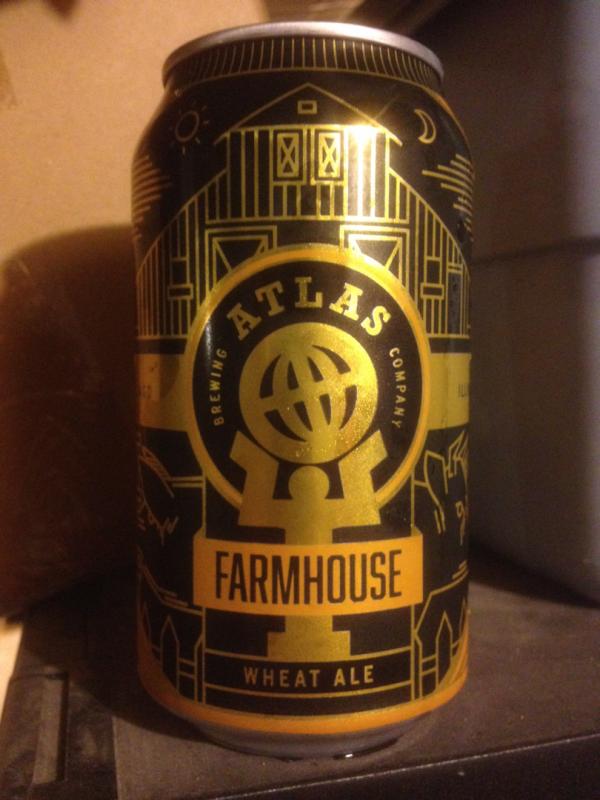 ATLAS
BREWING
COMPANY
FARMHOUSE
WHEAT ALE